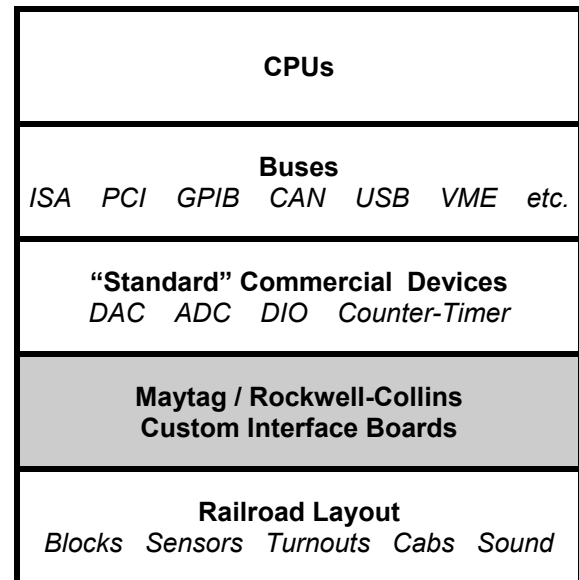 CPUs
Buses
ISA PCI GPIB CAN USB VME etc.
“Standard” Commercial Devices
DAC ADC DIO Counter-Timer
Maytag / Rockwell-Collins
Custom Interface Boards
Railroad Layout
Blocks Sensors Turnouts Cabs Sound